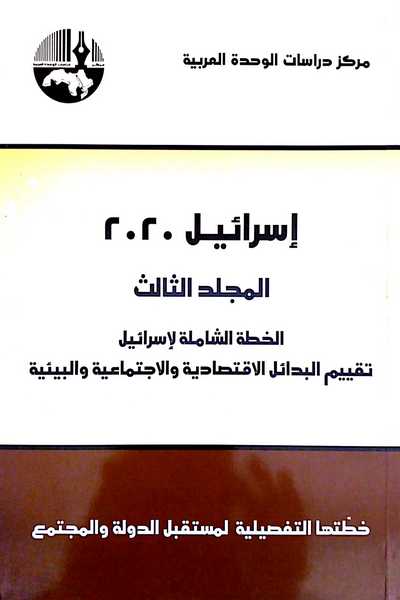 مركز دراسات الوحدة العربية
إسرائيل ٢٠٢٠
المجلد الثالث
الخطة الشاملة لإسرائيل
تقييم البدائل الاقتصادية والاجتماعية والبيئية
خطّتها التفصيلية لمستقبل الدولة والمجتمع